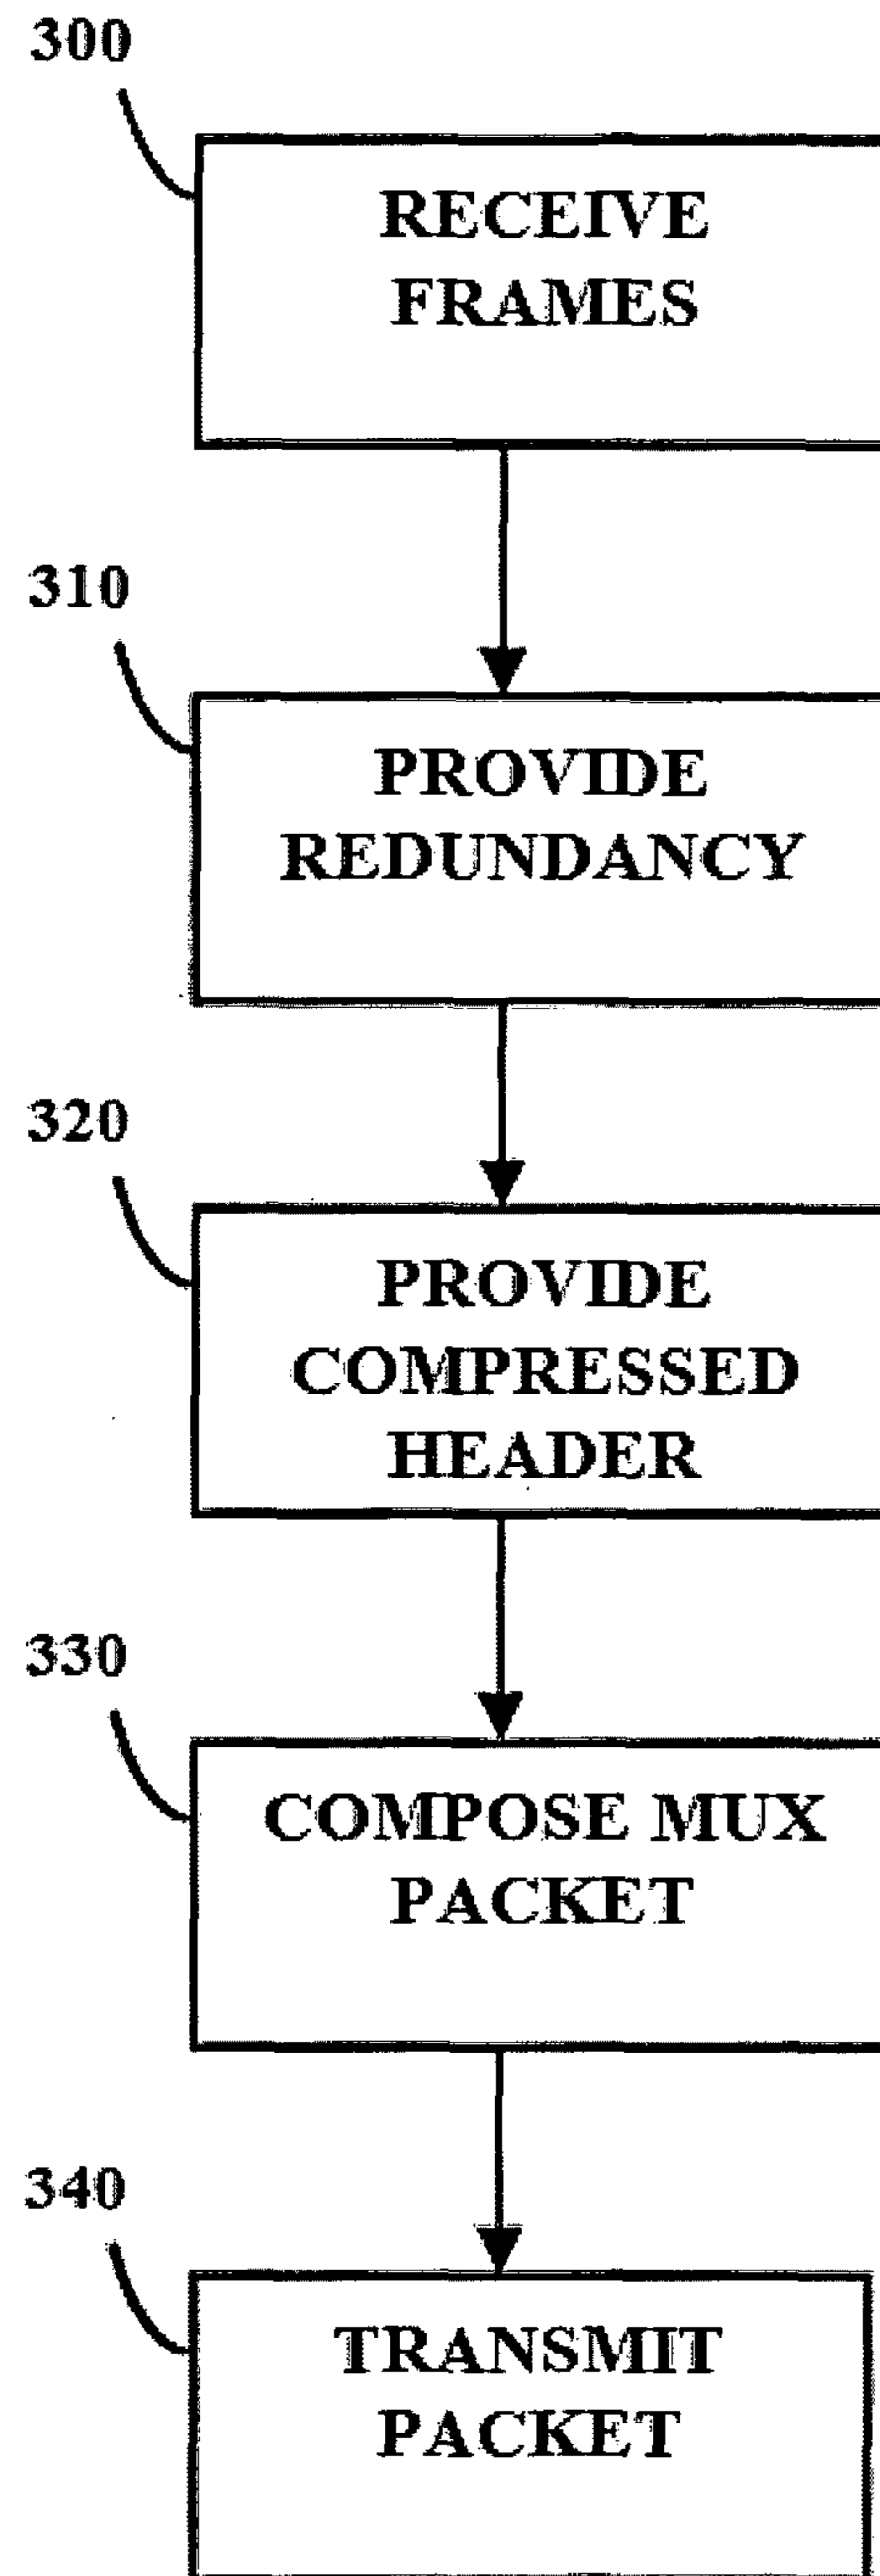 300
RECEIVE
FRAMES
310
PROVIDE
REDUNDANCY
320
PROVIDE
COMPRESSED
HEADER
330
COMPOSE MUX
PACKET
340
TRANSMIT
PACKET